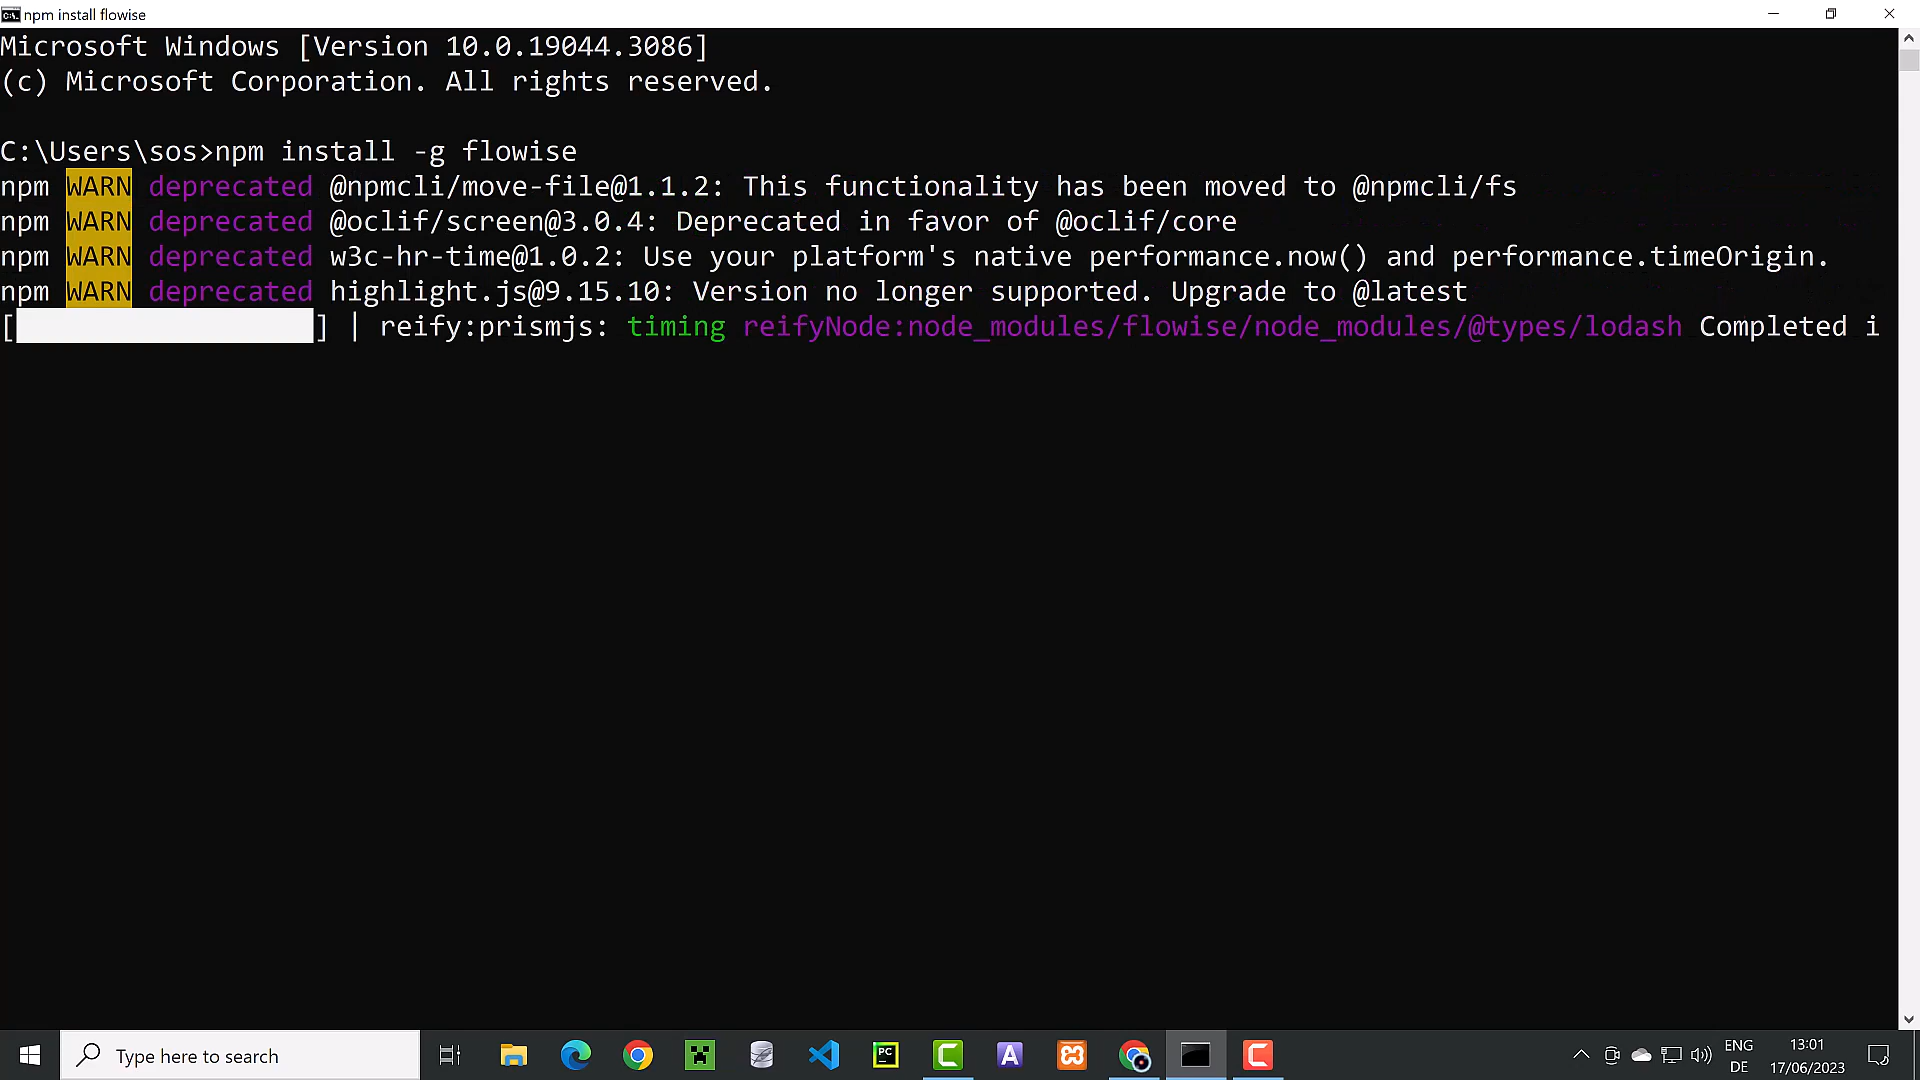 npm install flowise
Microsoft Windows [Version 10.0.19044.3086]
(c) Microsoft Corporation. All rights reserved.
C:\Users\sos>npm install -g flowise
npm WARN deprecated @npmcli/move-file@1.1.2: This functionality has been moved to @npmcli/fs
npm WARN deprecated @oclif/screen@3.0.4: Deprecated in favor of @oclif/core
npm WARN deprecated w3c-hr-time@1.0.2: Use your platform's native performance.now() and performance.timeOrigin.
npm WARN deprecated highlight.js@9.15.10: Version no longer supported. Upgrade to @latest
[                  ] | reify:prismjs: timing reifyNode:node_modules/flowise/node_modules/@types/lodash Completed i
Type here to search
PC
A
ENG
DE
13:01
17/06/2023